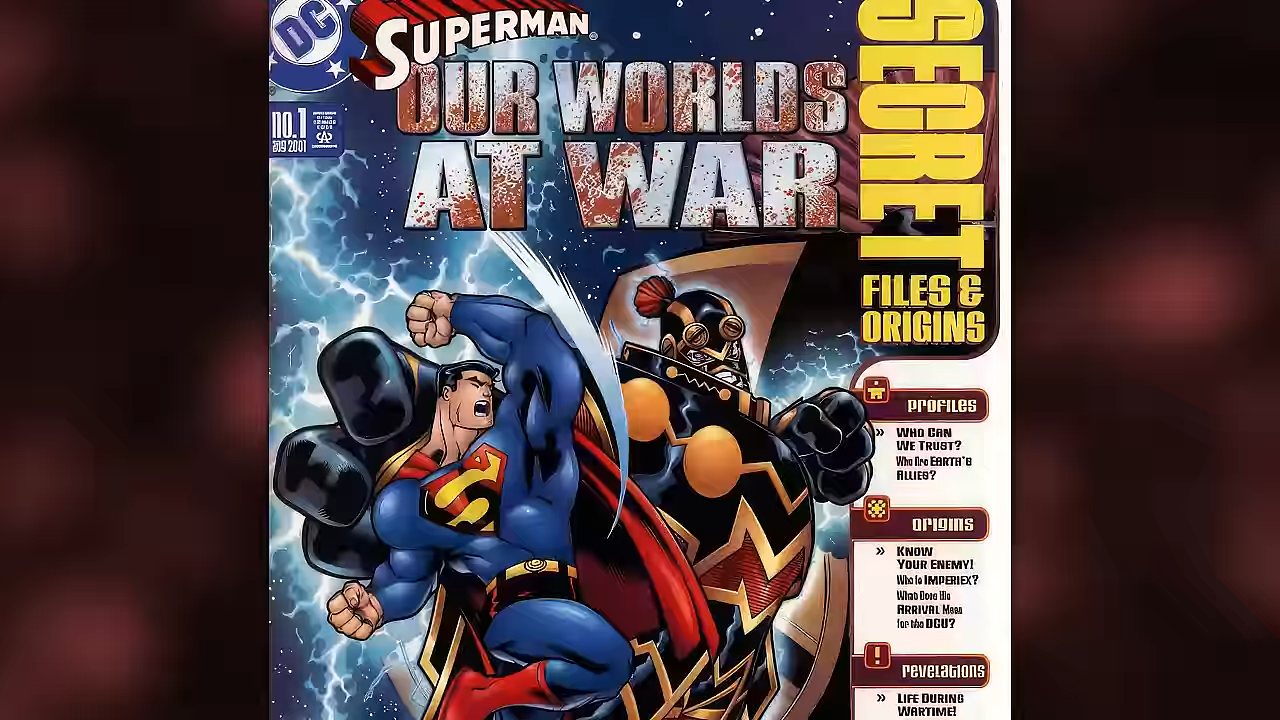 DC
SUPERMAN
OUR WORLDS
AT WAR
NO.1
2001
SECRET
FILES &
ORIGINS
PROFILES
» WHO CAN
WE TRUST?
Who Are EARTH'S
ALLIES?
ORIGINS
» KNOW
YOUR ENEMY!
Who Is IMPERIEX?
What Does His
ARRIVAL Mean
for the DCU?
!
REVELATIONS
» LIFE DURING
WARTIME!